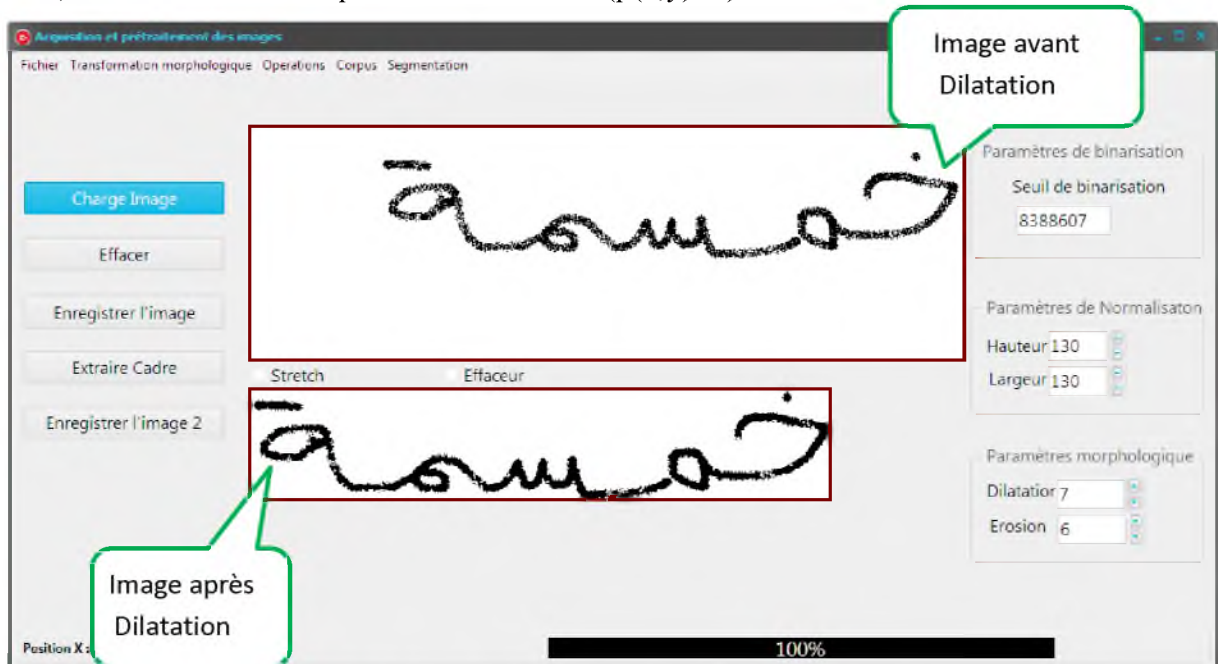 Acquisition et prétraitement des images
Fichier Transformation morphologique Operations Corpus Segmentation
Image avant
Dilatation
Charge Image
Effacer
Enregistrer l'image
Extraire Cadre
Enregistrer l'image 2
خمسة
Stretch Effaceur
خمسة
Paramètres de binarisation
Seuil de binarisation
8388607
Paramètres de Normalisaton
Hauteur 130
Largeur 130
Paramètres morphologique
Dilatatior 7
Erosion 6
Image après
Dilatation
Position X :
100%